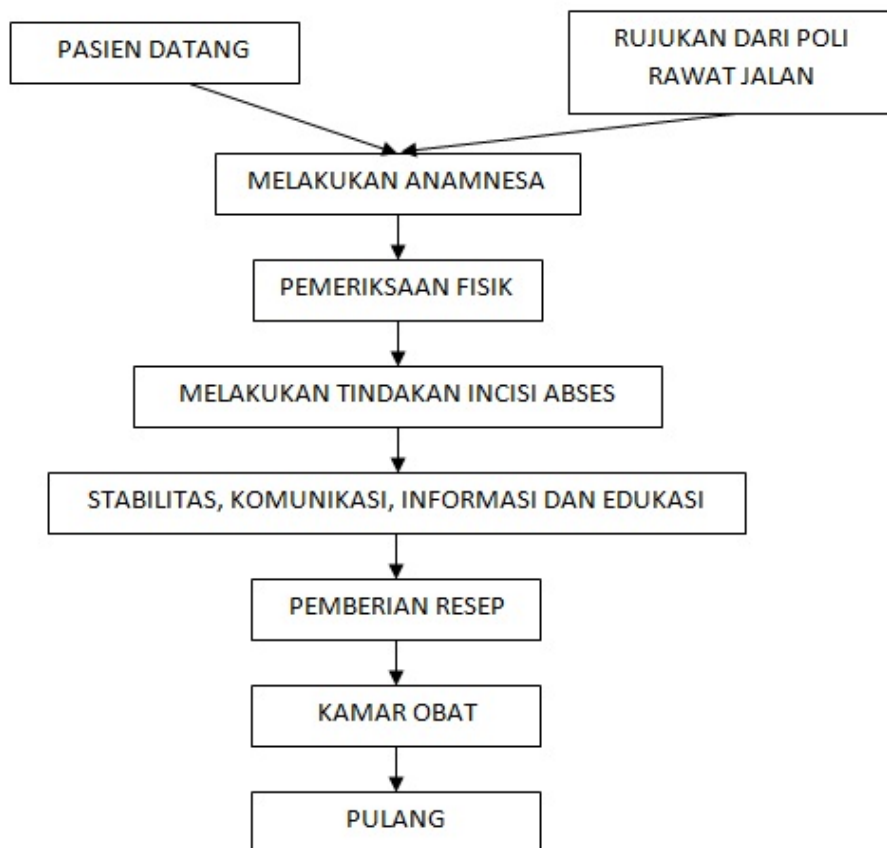 PASIEN DATANG
RUJUKAN DARI POLI
RAWAT JALAN
MELAKUKAN ANAMNESA
PEMERIKSAAN FISIK
MELAKUKAN TINDAKAN INCISI ABSES
STABILITAS, KOMUNIKASI, INFORMASI DAN EDUKASI
PEMBERIAN RESEP
KAMAR OBAT
PULANG